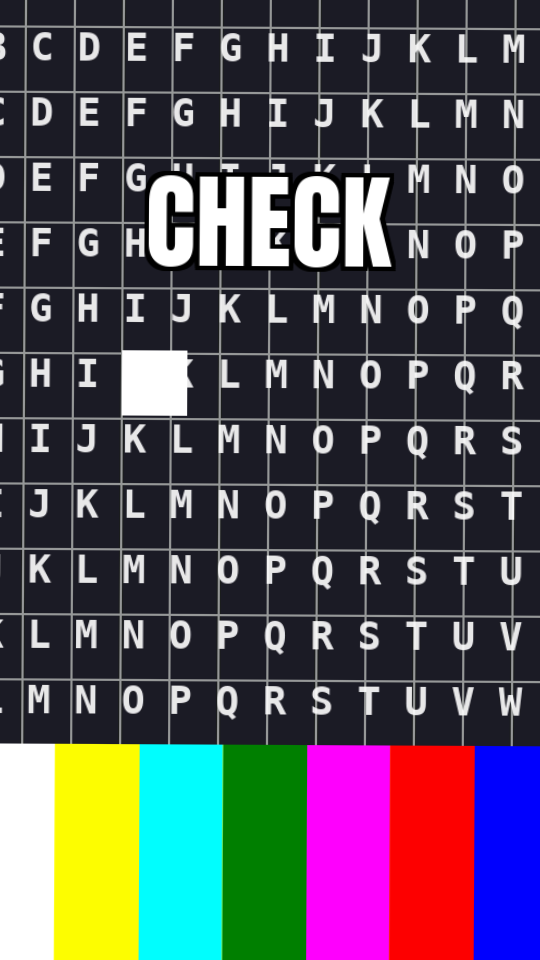 C D E F G H I J K L M
D E F G H I J K L M N
E F G M N O
CHECK
F G H N O P
G H I J K L M N O P Q
H I L M N O P Q R
I J K L M N O P Q R S
J K L M N O P Q R S T
K L M N O P Q R S T U
L M N O P Q R S T U V
M N O P Q R S T U V W